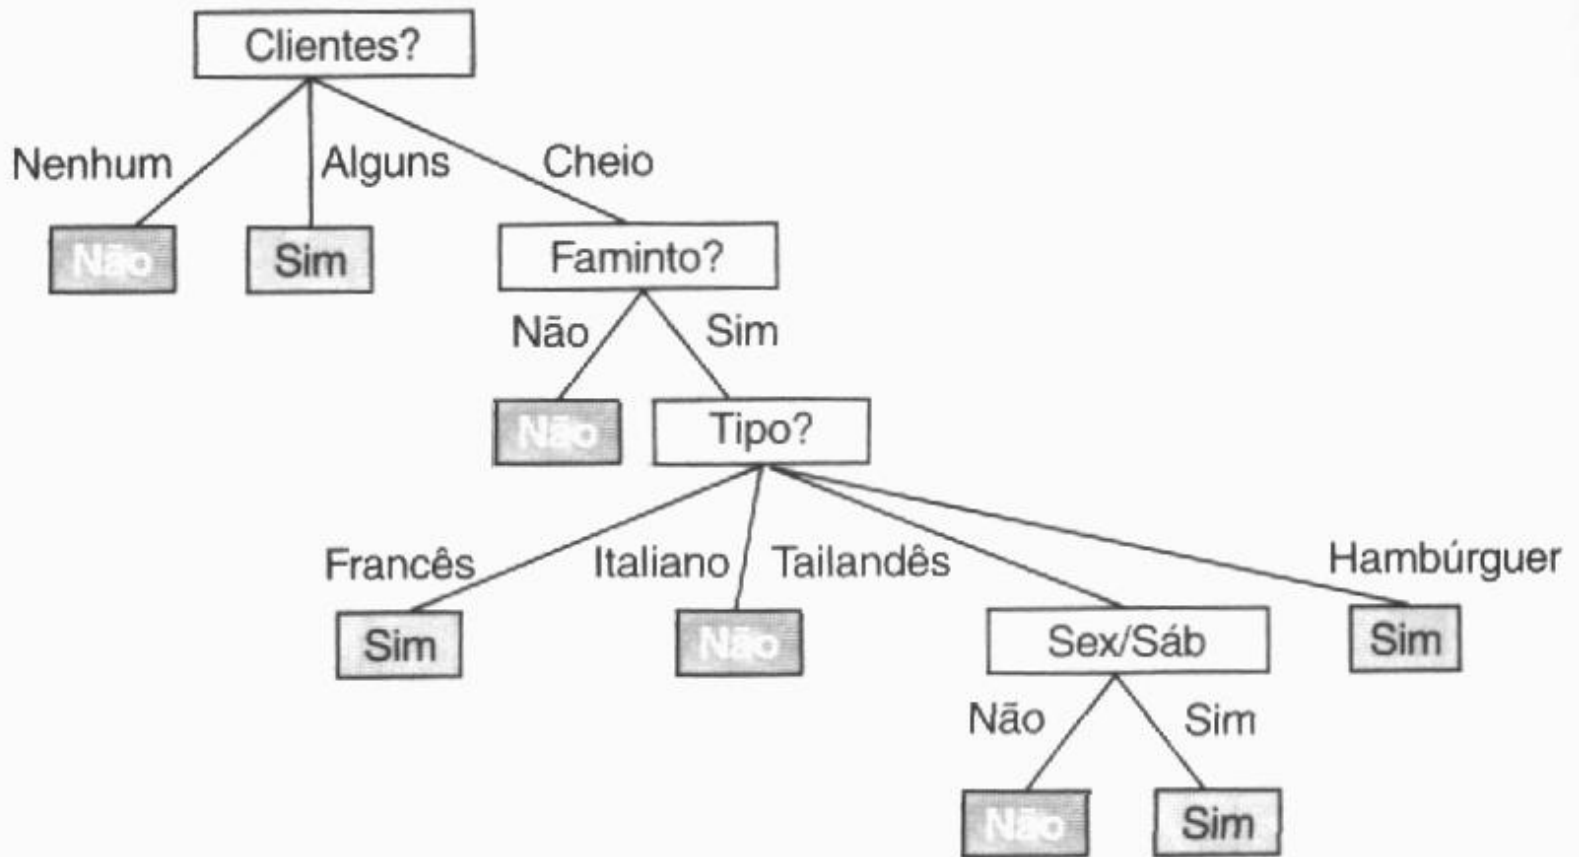 Clientes?
Nenhum Alguns Cheio
Não Sim Faminto?
Não Sim
Não Tipo?
Francês Italiano Tailandês Hambúrguer
Sim Não Sex/Sáb Sim
Não Sim
Não Sim